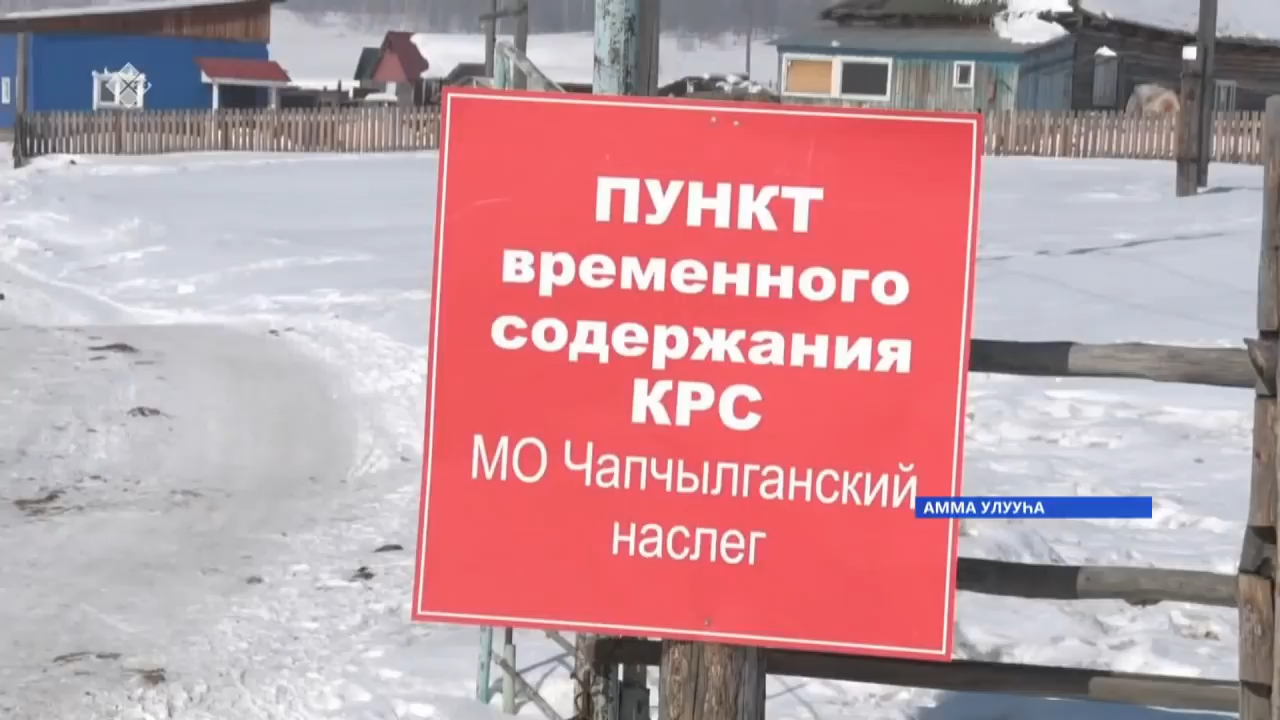 ПУНКТ
временного
содержания
КРС
МО Чапчылганский
наслег
АММА УЛУУҺА